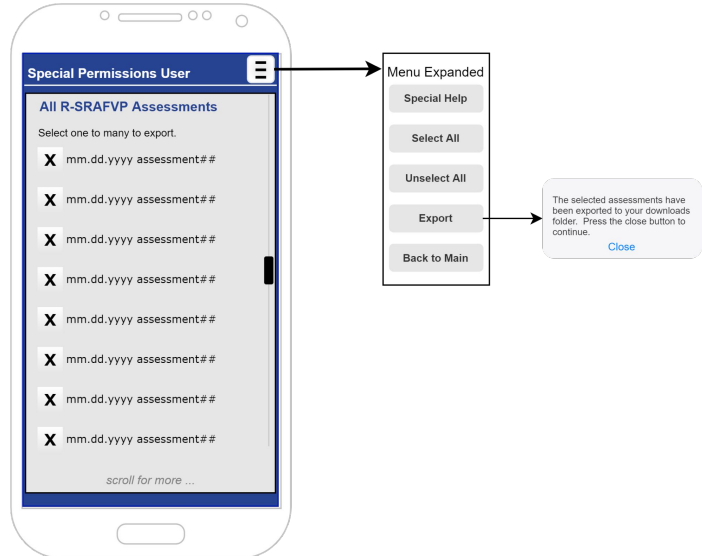 Special Permissions User
All R-SRAFVP Assessments
Select one to many to export.
X mm.dd.yyyy assessment##
X mm.dd.yyyy assessment##
X mm.dd.yyyy assessment##
X mm.dd.yyyy assessment##
X mm.dd.yyyy assessment##
X mm.dd.yyyy assessment##
X mm.dd.yyyy assessment##
X mm.dd.yyyy assessment##
scroll for more ...
Menu Expanded
Special Help
Select All
Unselect All
Export
Back to Main
The selected assessments have
been exported to your downloads
folder.  Press the close button to
continue.
Close